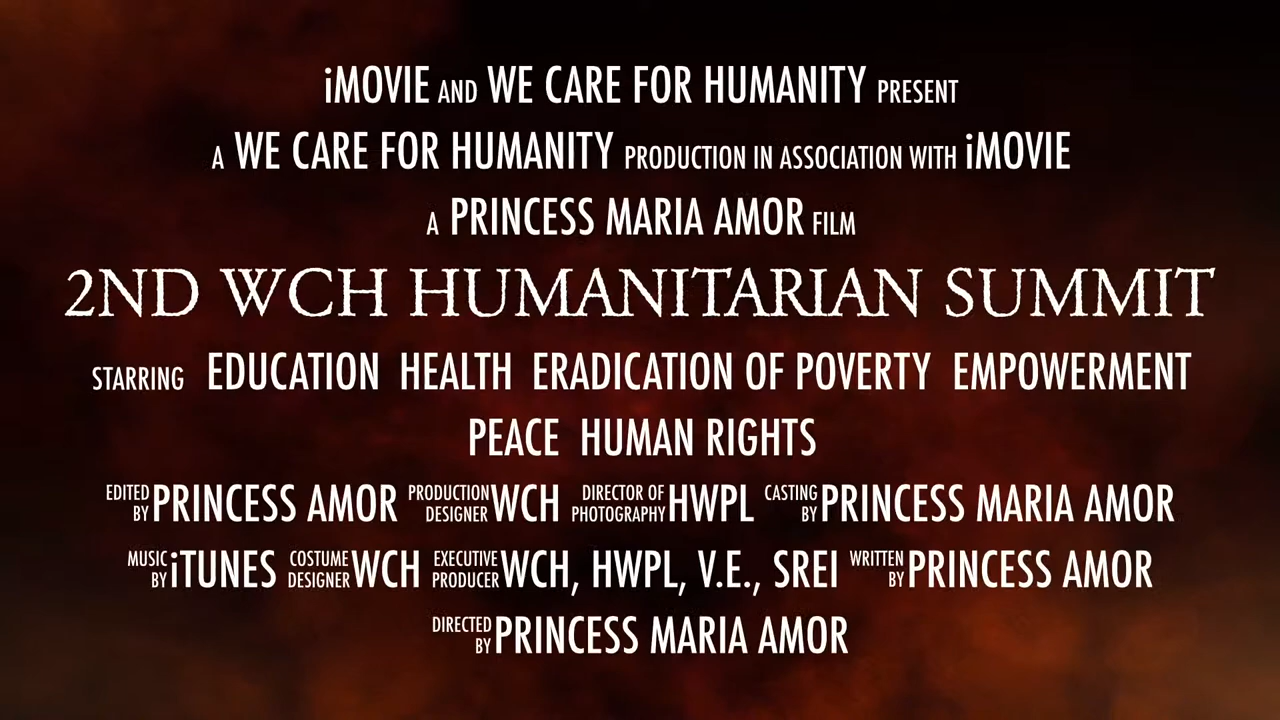 iMOVIE AND WE CARE FOR HUMANITY PRESENT
A WE CARE FOR HUMANITY PRODUCTION IN ASSOCIATION WITH iMOVIE
A PRINCESS MARIA AMOR FILM
2ND WCH HUMANITARIAN SUMMIT
STARRING EDUCATION HEALTH ERADICATION OF POVERTY EMPOWERMENT
PEACE HUMAN RIGHTS
EDITED BY PRINCESS AMOR PRODUCTION DESIGNER WCH DIRECTOR OF PHOTOGRAPHY HWPL CASTING BY PRINCESS MARIA AMOR
MUSIC BY iTUNES COSTUME DESIGNER WCH EXECUTIVE PRODUCER WCH, HWPL, V.E., SREI WRITTEN BY PRINCESS AMOR
DIRECTED BY PRINCESS MARIA AMOR